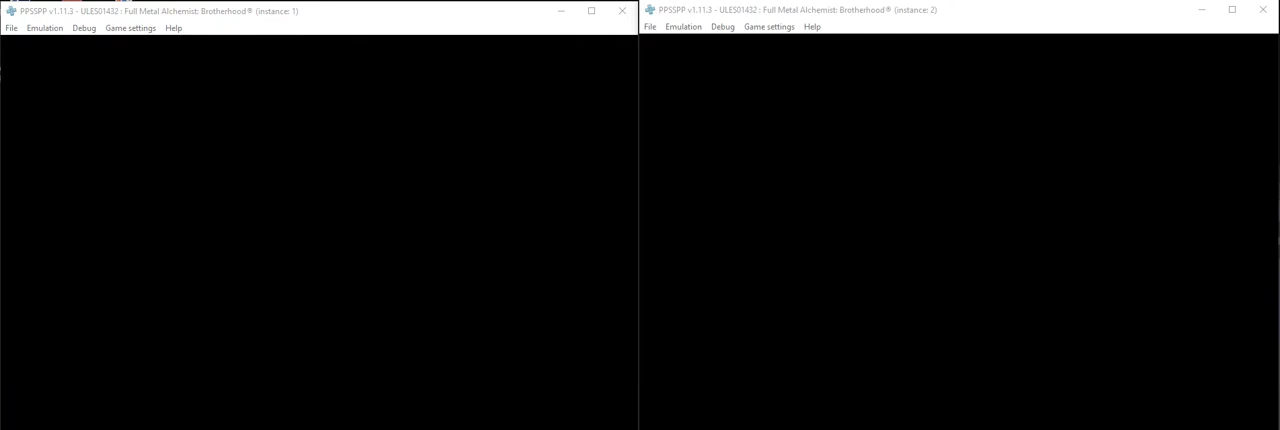 PPSSPP v1.11.3 - ULES01432 : Full Metal Alchemist: Brotherhood® (instance: 1)
File Emulation Debug Game settings Help
PPSSPP v1.11.3 - ULES01432 : Full Metal Alchemist: Brotherhood® (instance: 2)
File Emulation Debug Game settings Help